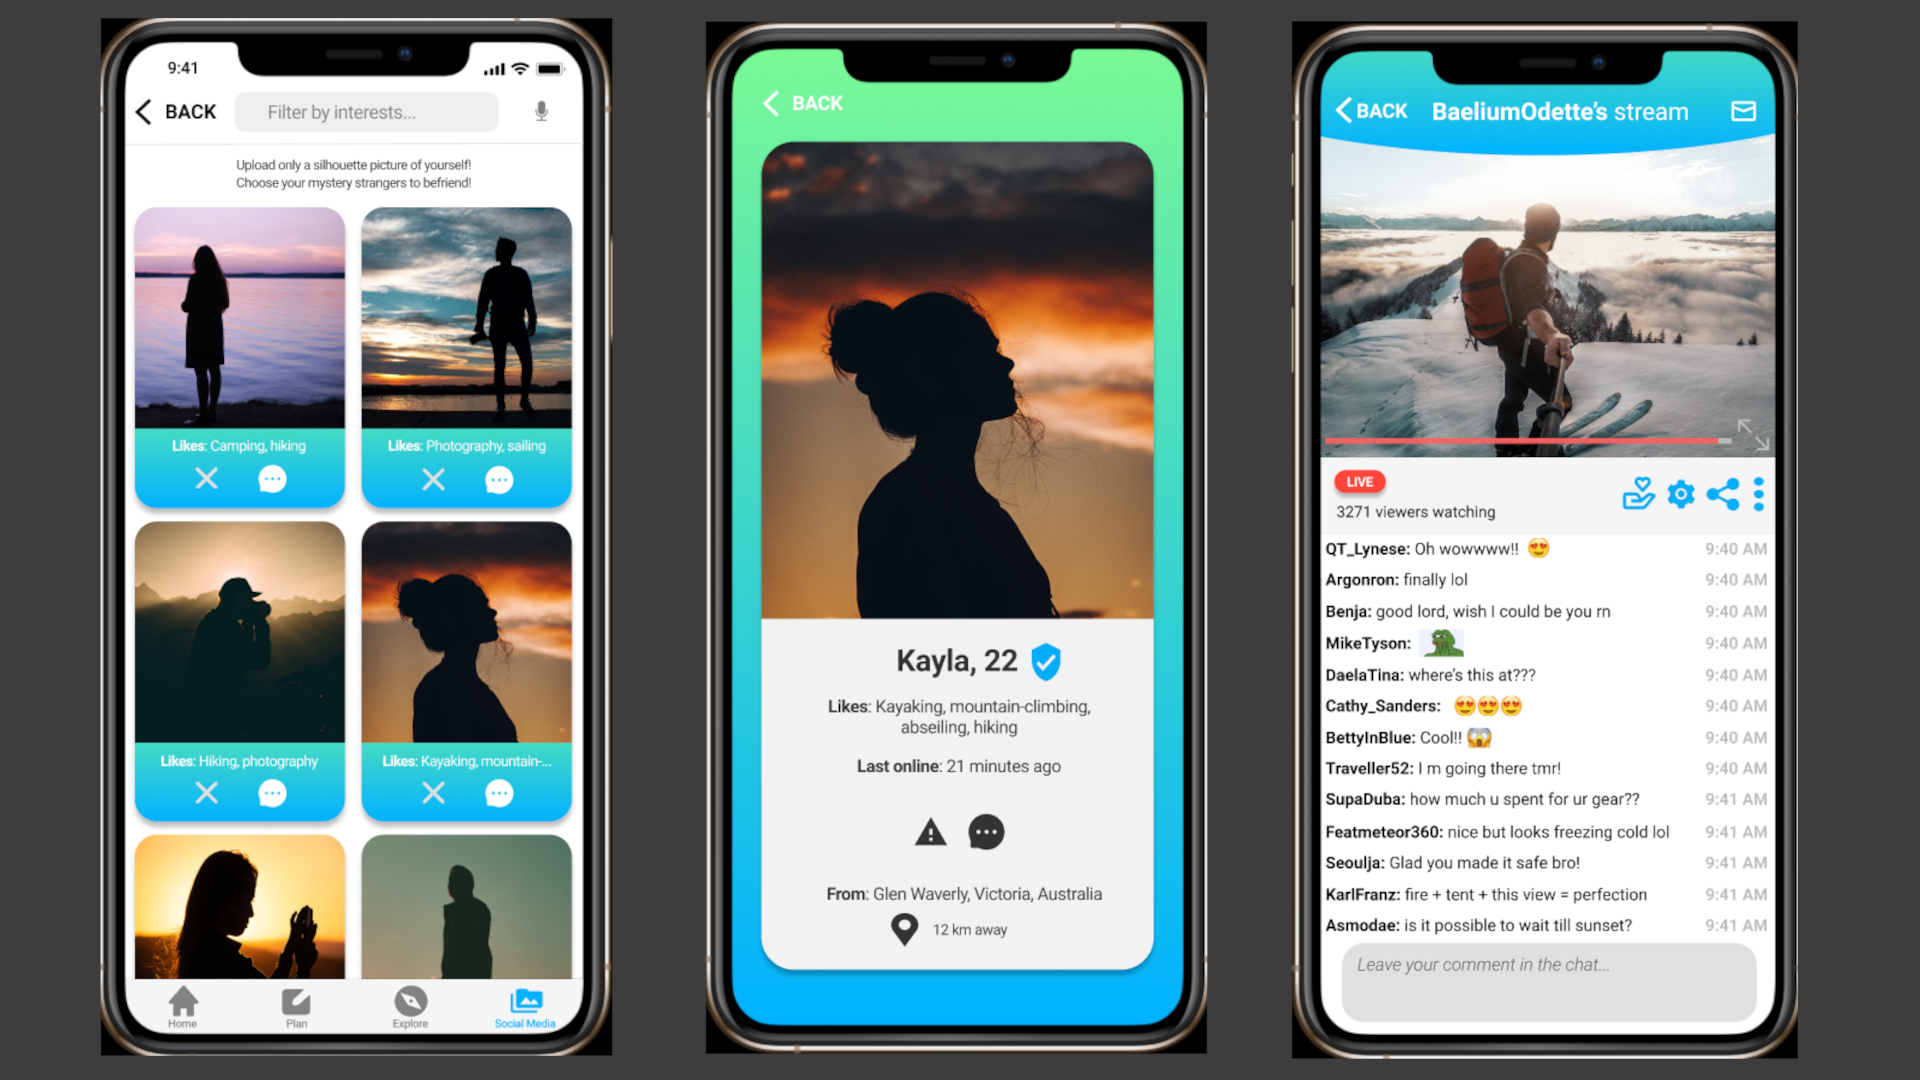 9:41
BACK
Filter by interests...
Upload only a silhouette picture of yourself!
Choose your mystery strangers to befriend!
Likes: Camping, hiking
Likes: Photography, sailing
Likes: Hiking, photography
Likes: Kayaking, mountain-...
Home
Plan
Explore
Social Media
BACK
Kayla, 22
Likes: Kayaking, mountain-climbing,
abseiling, hiking
Last online: 21 minutes ago
From: Glen Waverly, Victoria, Australia
12 km away
BACK
BaeliumOdette's stream
LIVE
3271 viewers watching
QT_Lynese: Oh wowwww!! 😍 9:40 AM
Argonron: finally lol 9:40 AM
Benja: good lord, wish I could be you rn 9:40 AM
MikeTyson: 9:40 AM
DaelaTina: where's this at??? 9:40 AM
Cathy_Sanders: 😍😍😍 9:40 AM
BettyInBlue: Cool!! 😱 9:40 AM
Traveller52: I m going there tmr! 9:40 AM
SupaDuba: how much u spent for ur gear?? 9:41 AM
Featmeteor360: nice but looks freezing cold lol 9:41 AM
Seoulja: Glad you made it safe bro! 9:41 AM
KarlFranz: fire + tent + this view = perfection 9:41 AM
Asmodae: is it possible to wait till sunset? 9:41 AM
Leave your comment in the chat...